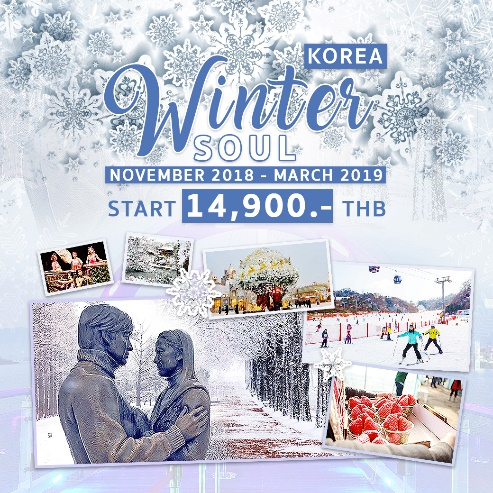 KOREA
Winter
SOUL
NOVEMBER 2018 - MARCH 2019
START 14,900.- THB